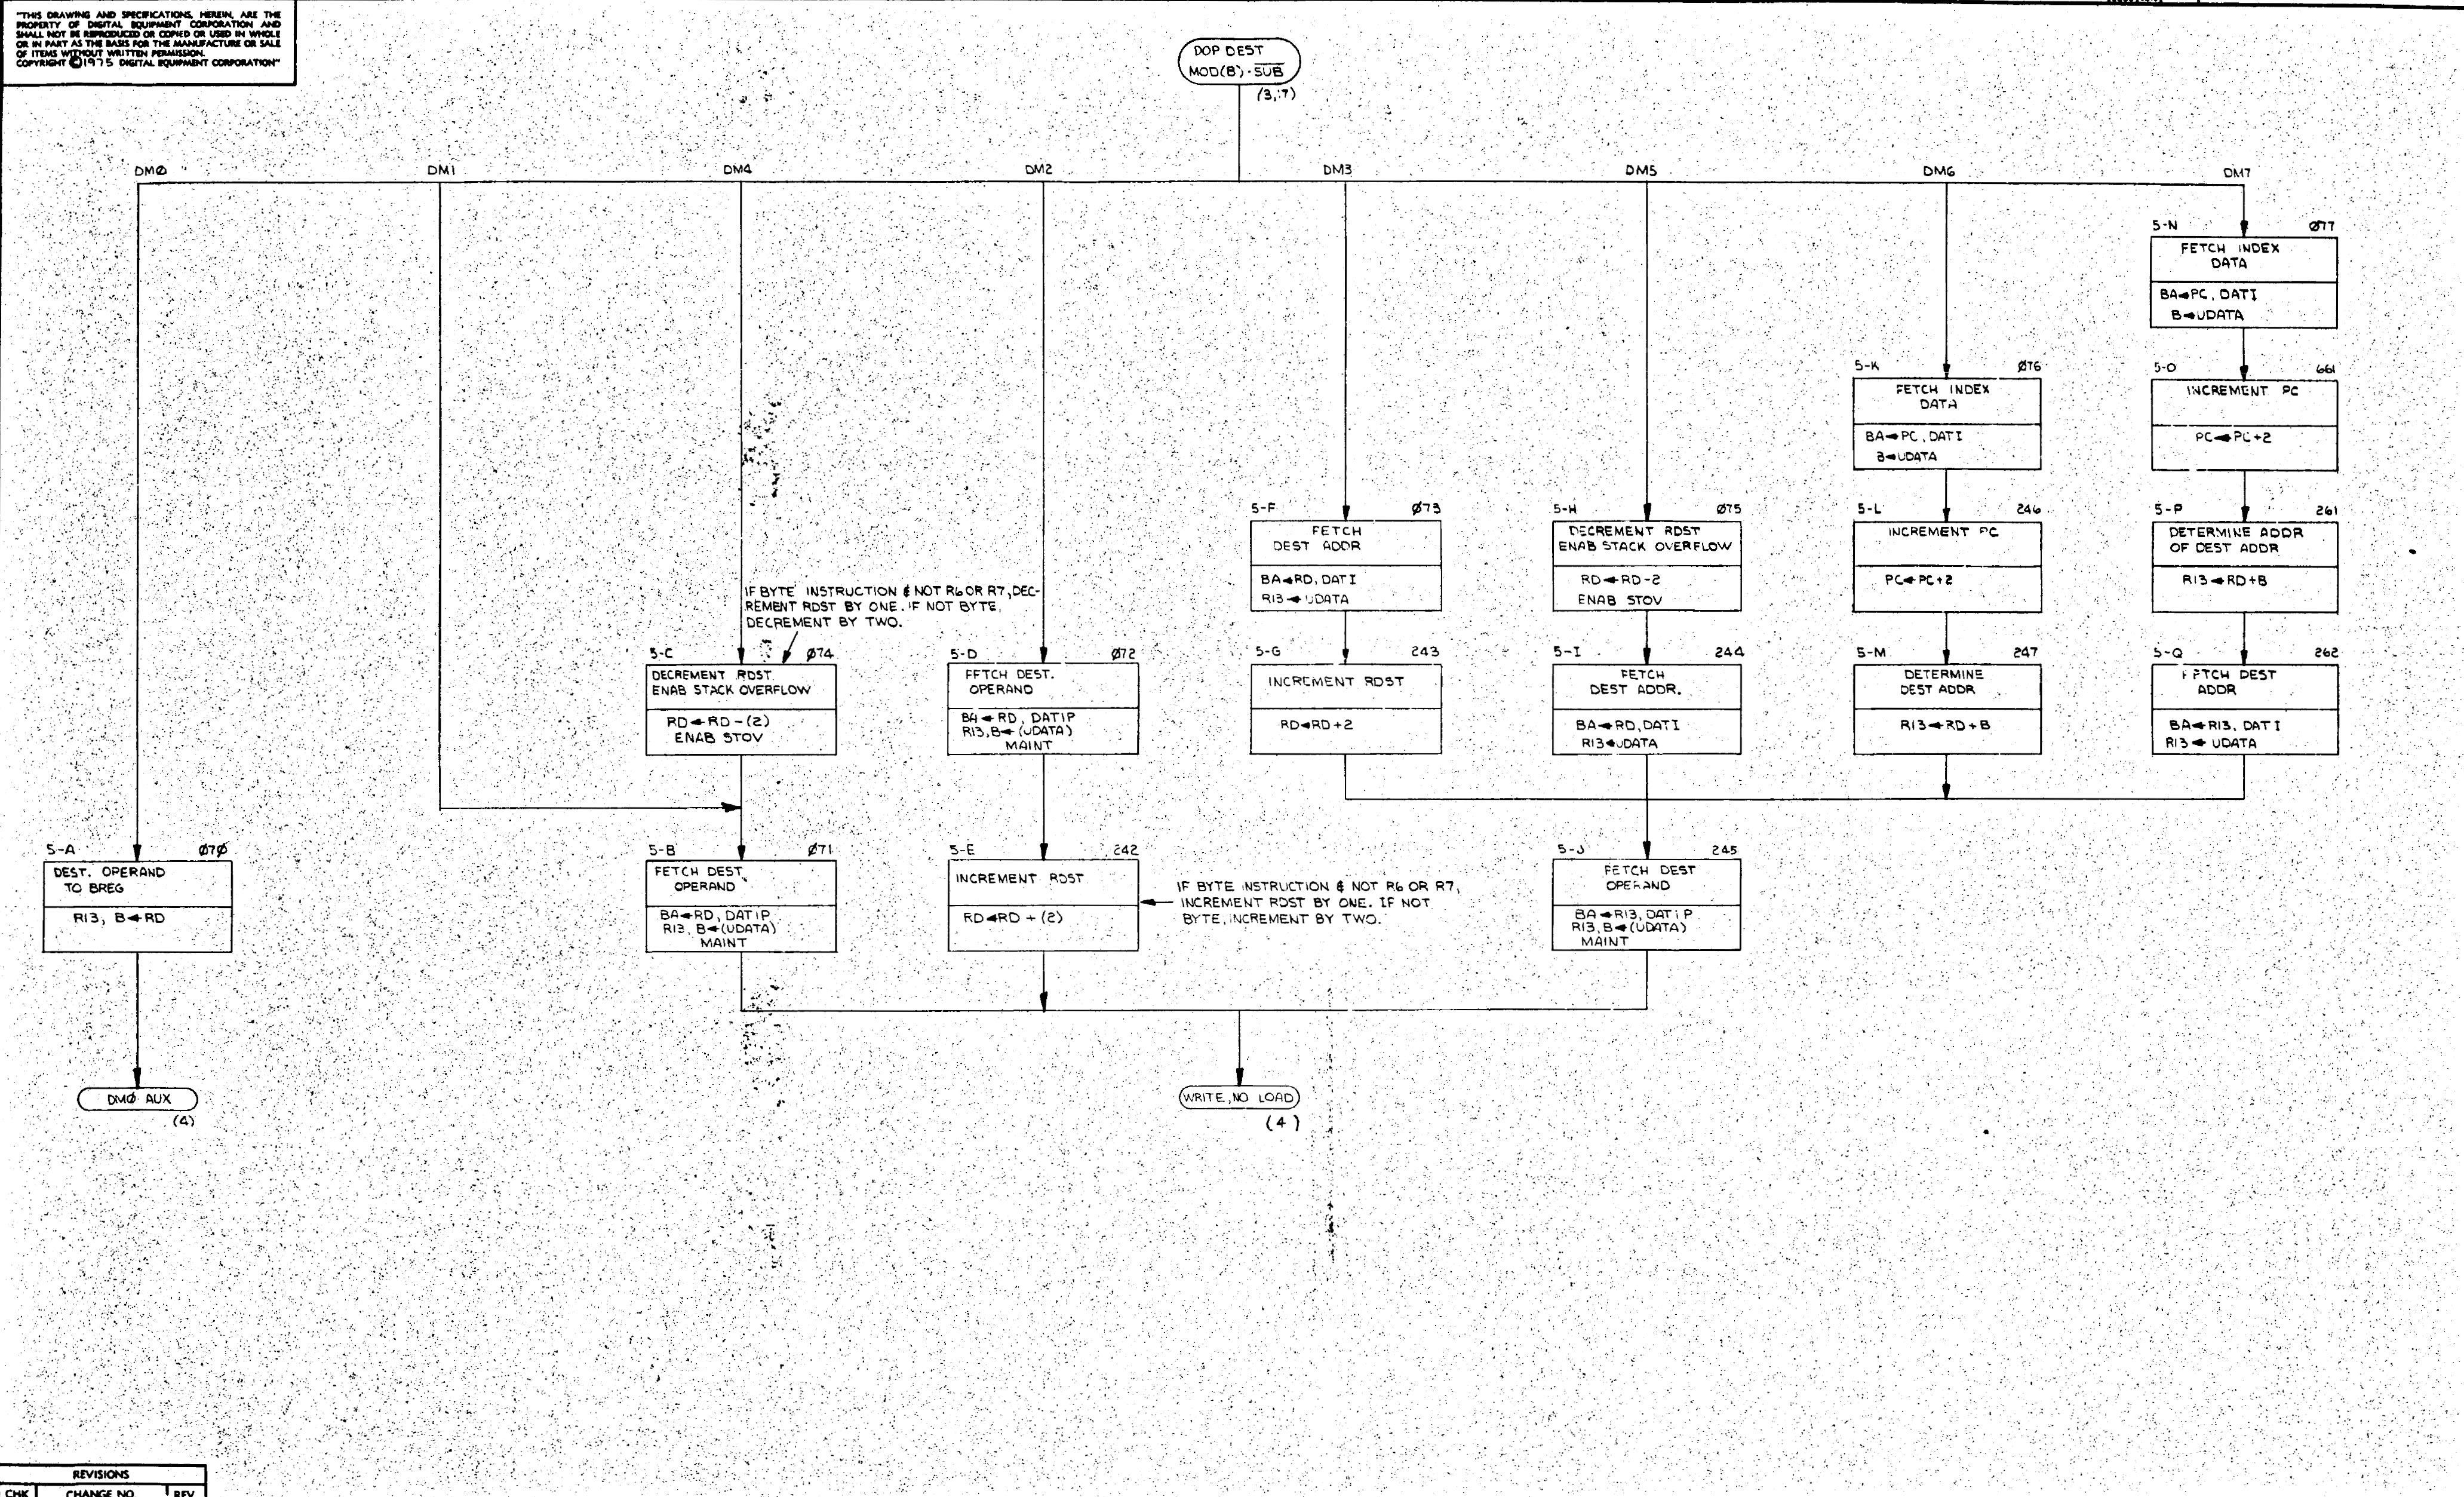 "THIS DRAWING AND SPECIFICATIONS, HEREIN, ARE THE
PROPERTY OF DIGITAL EQUIPMENT CORPORATION AND
SHALL NOT BE REPRODUCED OR COPIED OR USED IN WHOLE
OR IN PART AS THE BASIS FOR THE MANUFACTURE OR SALE
OF ITEMS WITHOUT WRITTEN PERMISSION.
COPYRIGHT ©1975 DIGITAL EQUIPMENT CORPORATION"
DOP DEST
MOD(B)·S̅U̅B̅
(3,7)
DMØ
DM1
DM4
DM2
DM3
DM5
DM6
DM7
5-N Ø77
FETCH INDEX
DATA
BA←PC, DATI
B←UDATA
5-K Ø76
FETCH INDEX
DATA
BA←PC, DATI
B←UDATA
5-O 661
INCREMENT PC
PC←PC+2
5-F Ø73
FETCH
DEST ADDR
BA←RD, DATI
R13←UDATA
5-H Ø75
DECREMENT RDST
ENAB STACK OVERFLOW
RD←RD-2
ENAB STOV
5-L 246
INCREMENT PC
PC←PC+2
5-P 261
DETERMINE ADDR
OF DEST ADDR
R13←RD+B
IF BYTE INSTRUCTION & NOT R6 OR R7, DEC-
REMENT RDST BY ONE. IF NOT BYTE,
DECREMENT BY TWO.
5-C Ø74
DECREMENT RDST
ENAB STACK OVERFLOW
RD←RD-(2)
ENAB STOV
5-D Ø72
FETCH DEST.
OPERAND
BA←RD, DATIP
R13,B←(UDATA)
MAINT
5-G 243
INCREMENT RDST
RD←RD+2
5-I 244
FETCH
DEST ADDR.
BA←RD, DATI
R13←UDATA
5-M 247
DETERMINE
DEST ADDR
R13←RD+B
5-Q 262
FETCH DEST
ADDR
BA←R13, DATI
R13←UDATA
5-A Ø7Ø
DEST. OPERAND
TO BREG
R13, B←RD
5-B Ø71
FETCH DEST.
OPERAND
BA←RD, DATIP
R13, B←(UDATA)
MAINT
5-E 242
INCREMENT RDST
RD←RD+(2)
IF BYTE INSTRUCTION & NOT R6 OR R7,
INCREMENT RDST BY ONE. IF NOT
BYTE, INCREMENT BY TWO.
5-J 245
FETCH DEST
OPERAND
BA←R13, DATIP
R13,B←(UDATA)
MAINT
DMØ AUX
(4)
WRITE, NO LOAD
(4)
REVISIONS
CHK CHANGE NO REV